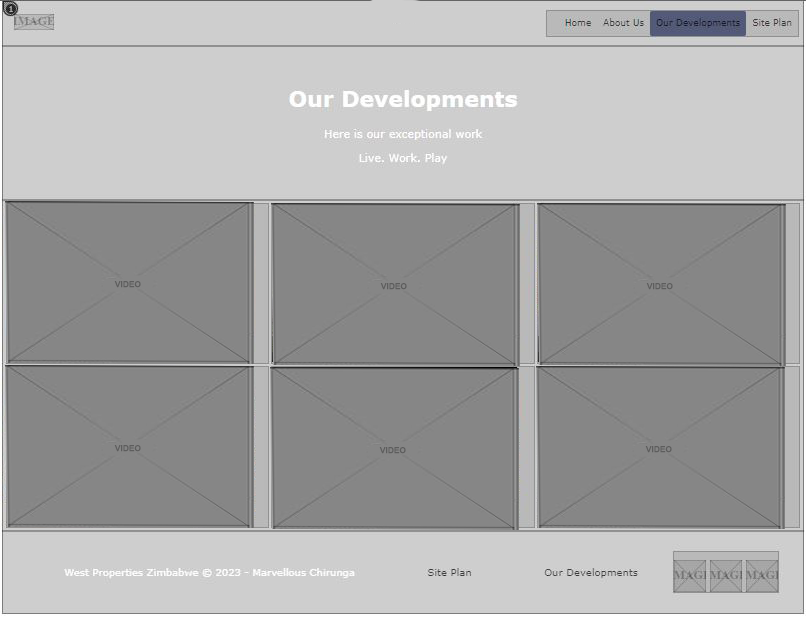 1
IMAGE
Home About Us Our Developments Site Plan
Our Developments
Here is our exceptional work
Live. Work. Play
VIDEO VIDEO VIDEO
VIDEO VIDEO VIDEO
West Properties Zimbabwe © 2023 - Marvellous Chirunga Site Plan Our Developments MAGI MAGI MAGI